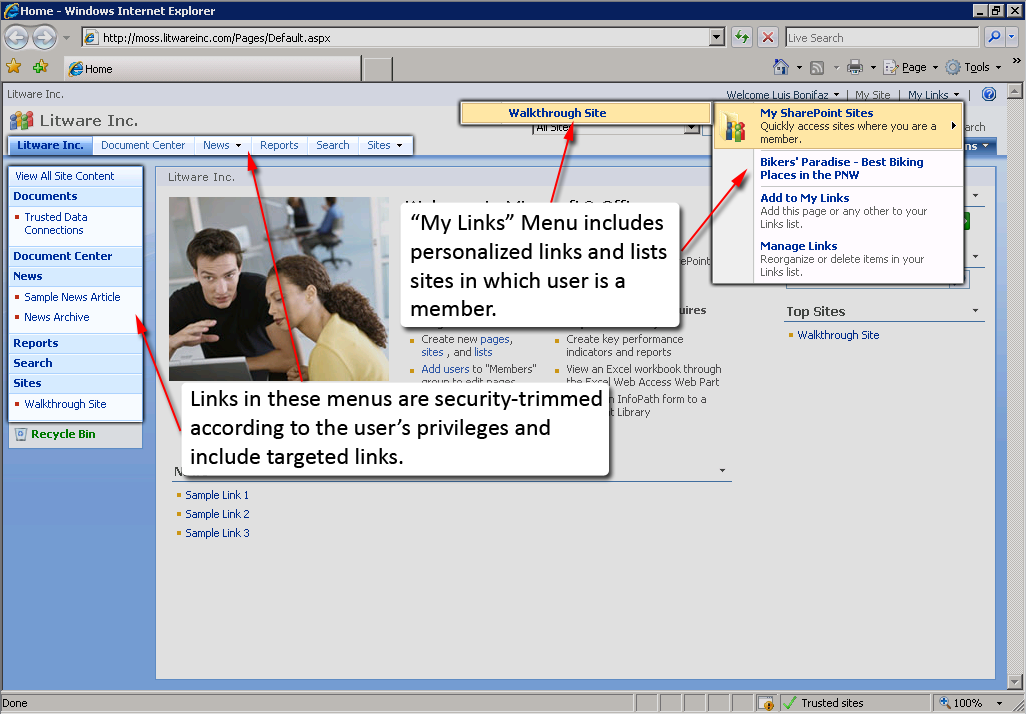 Home - Windows Internet Explorer
http://moss.litwareinc.com/Pages/Default.aspx
Live Search
Home
Page
Tools
Litware Inc.
Welcome Luis Bonifaz
My Site
My Links
Litware Inc.
Walkthrough Site
All Sites
My SharePoint Sites
Quickly access sites where you are a
member.
Litware Inc.
Document Center
News
Reports
Search
Sites
Bikers' Paradise - Best Biking
Places in the PNW
Add to My Links
Add this page or any other to your
Links list.
Manage Links
Reorganize or delete items in your
Links list.
View All Site Content
Documents
Trusted Data
Connections
Document Center
News
Sample News Article
News Archive
Reports
Search
Sites
Walkthrough Site
Recycle Bin
Litware Inc.
“My Links” Menu includes
personalized links and lists
sites in which user is a
member.
Create new pages,
sites , and lists
Add users to "Members"
group to edit pages
Create key performance
indicators and reports
View an Excel workbook through
the Excel Web Access Web Part
InfoPath form to a
Library
Top Sites
Walkthrough Site
Links in these menus are security-trimmed
according to the user’s privileges and
include targeted links.
Sample Link 1
Sample Link 2
Sample Link 3
Done
Trusted sites
100%